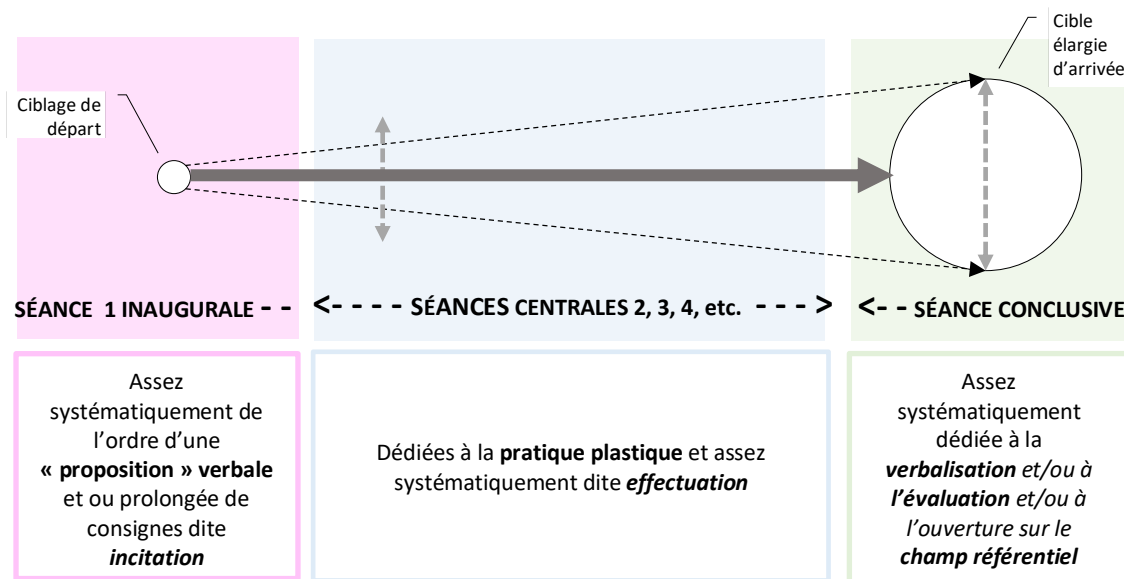 Cible
élargie
d’arrivée
Ciblage de
départ
SÉANCE 1 INAUGURALE - -
<- - - - SÉANCES CENTRALES 2, 3, 4, etc. - - - ->
<- - SÉANCE CONCLUSIVE
Assez
systématiquement de
l’ordre d’une
« proposition » verbale
et ou prolongée de
consignes dite
incitation
Dédiées à la pratique plastique et assez
systématiquement dite effectuation
Assez
systématiquement
dédiée à la
verbalisation et/ou à
l’évaluation et/ou à
l’ouverture sur le
champ référentiel